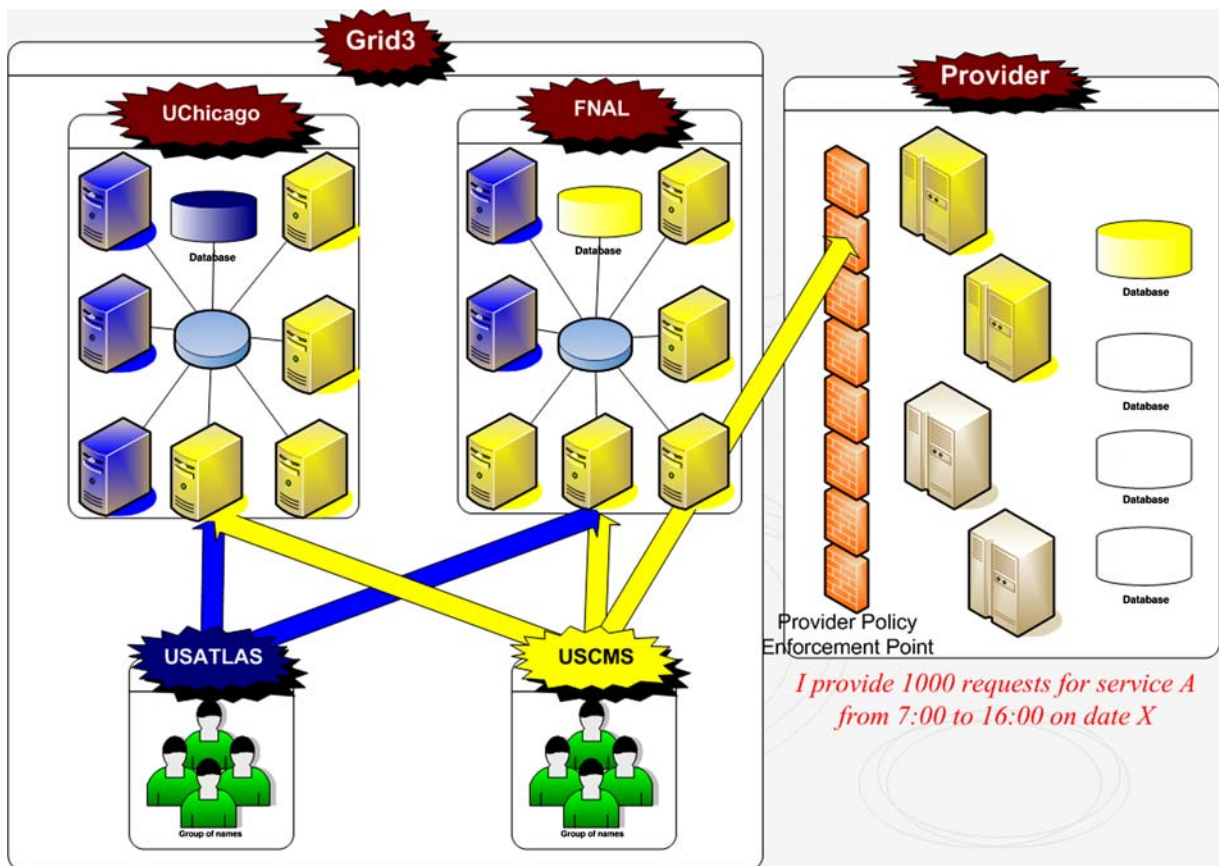 Grid3
Provider
UChicago
FNAL
Database
Database
Database
Database
Database
Database
Provider Policy
Enforcement Point
USATLAS
USCMS
I provide 1000 requests for service A
from 7:00 to 16:00 on date X
Group of names
Group of names